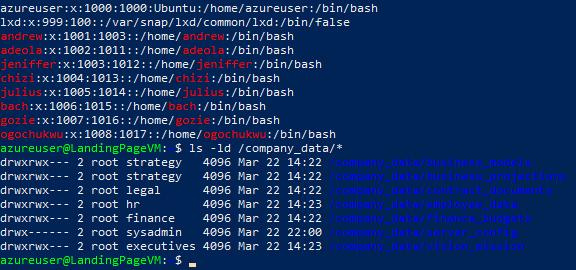 azureuser:x:1000:1000:Ubuntu:/home/azureuser:/bin/bash
lxd:x:999:100::/var/snap/lxd/common/lxd:/bin/false
andrew:x:1001:1003::/home/andrew:/bin/bash
adeola:x:1002:1011::/home/adeola:/bin/bash
jeniffer:x:1003:1012::/home/jeniffer:/bin/bash
chizi:x:1004:1013::/home/chizi:/bin/bash
julius:x:1005:1014::/home/julius:/bin/bash
bach:x:1006:1015::/home/bach:/bin/bash
gozie:x:1007:1016::/home/gozie:/bin/bash
ogochukwu:x:1008:1017::/home/ogochukwu:/bin/bash
azureuser@LandingPageVM: $ ls -ld /company_data/*
drwxrwx--- 2 root strategy   4096 Mar 22 14:22 /company_data/business_models
drwxrwx--- 2 root strategy   4096 Mar 22 14:22 /company_data/business_projections
drwxrwx--- 2 root legal      4096 Mar 22 14:22 /company_data/contract_documents
drwxrwx--- 2 root hr         4096 Mar 22 14:23 /company_data/employee_data
drwxrwx--- 2 root finance    4096 Mar 22 14:22 /company_data/finance_budgets
drwx------ 2 root sysadmin   4096 Mar 22 22:00 /company_data/server_config
drwxrwx--- 2 root executives 4096 Mar 22 14:23 /company_data/vision_mission
azureuser@LandingPageVM: $